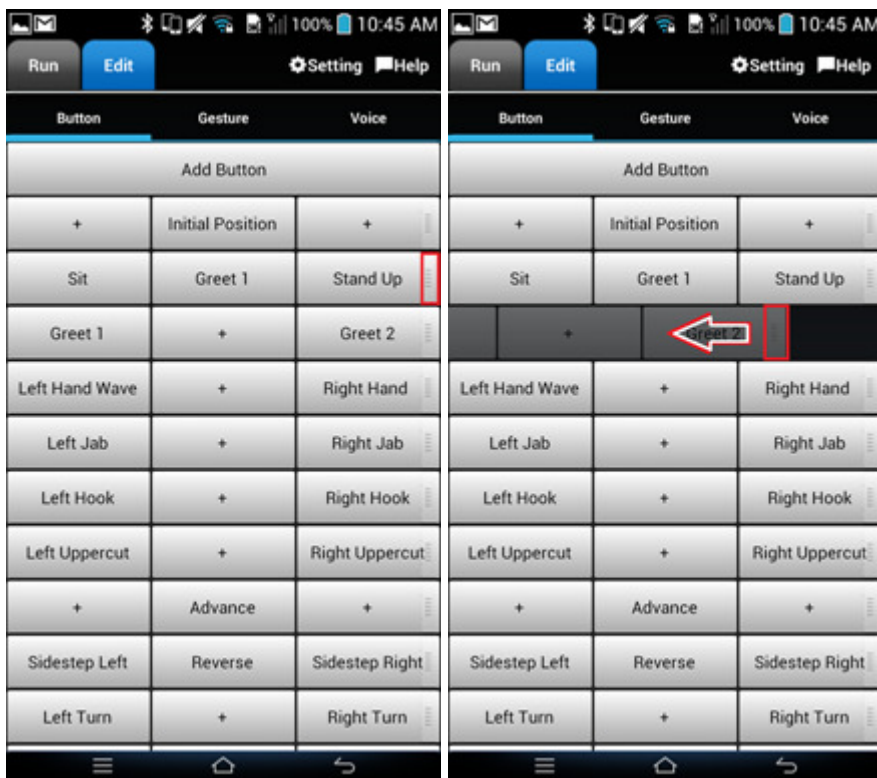 100% 10:45 AM
Run Edit Setting Help
Button Gesture Voice
Add Button
+ Initial Position +
Sit Greet 1 Stand Up
Greet 1 + Greet 2
Left Hand Wave + Right Hand
Left Jab + Right Jab
Left Hook + Right Hook
Left Uppercut + Right Uppercut
+ Advance +
Sidestep Left Reverse Sidestep Right
Left Turn + Right Turn
100% 10:45 AM
Run Edit Setting Help
Button Gesture Voice
Add Button
+ Initial Position +
Sit Greet 1 Stand Up
+ Greet 2
Left Hand Wave + Right Hand
Left Jab + Right Jab
Left Hook + Right Hook
Left Uppercut + Right Uppercut
+ Advance +
Sidestep Left Reverse Sidestep Right
Left Turn + Right Turn